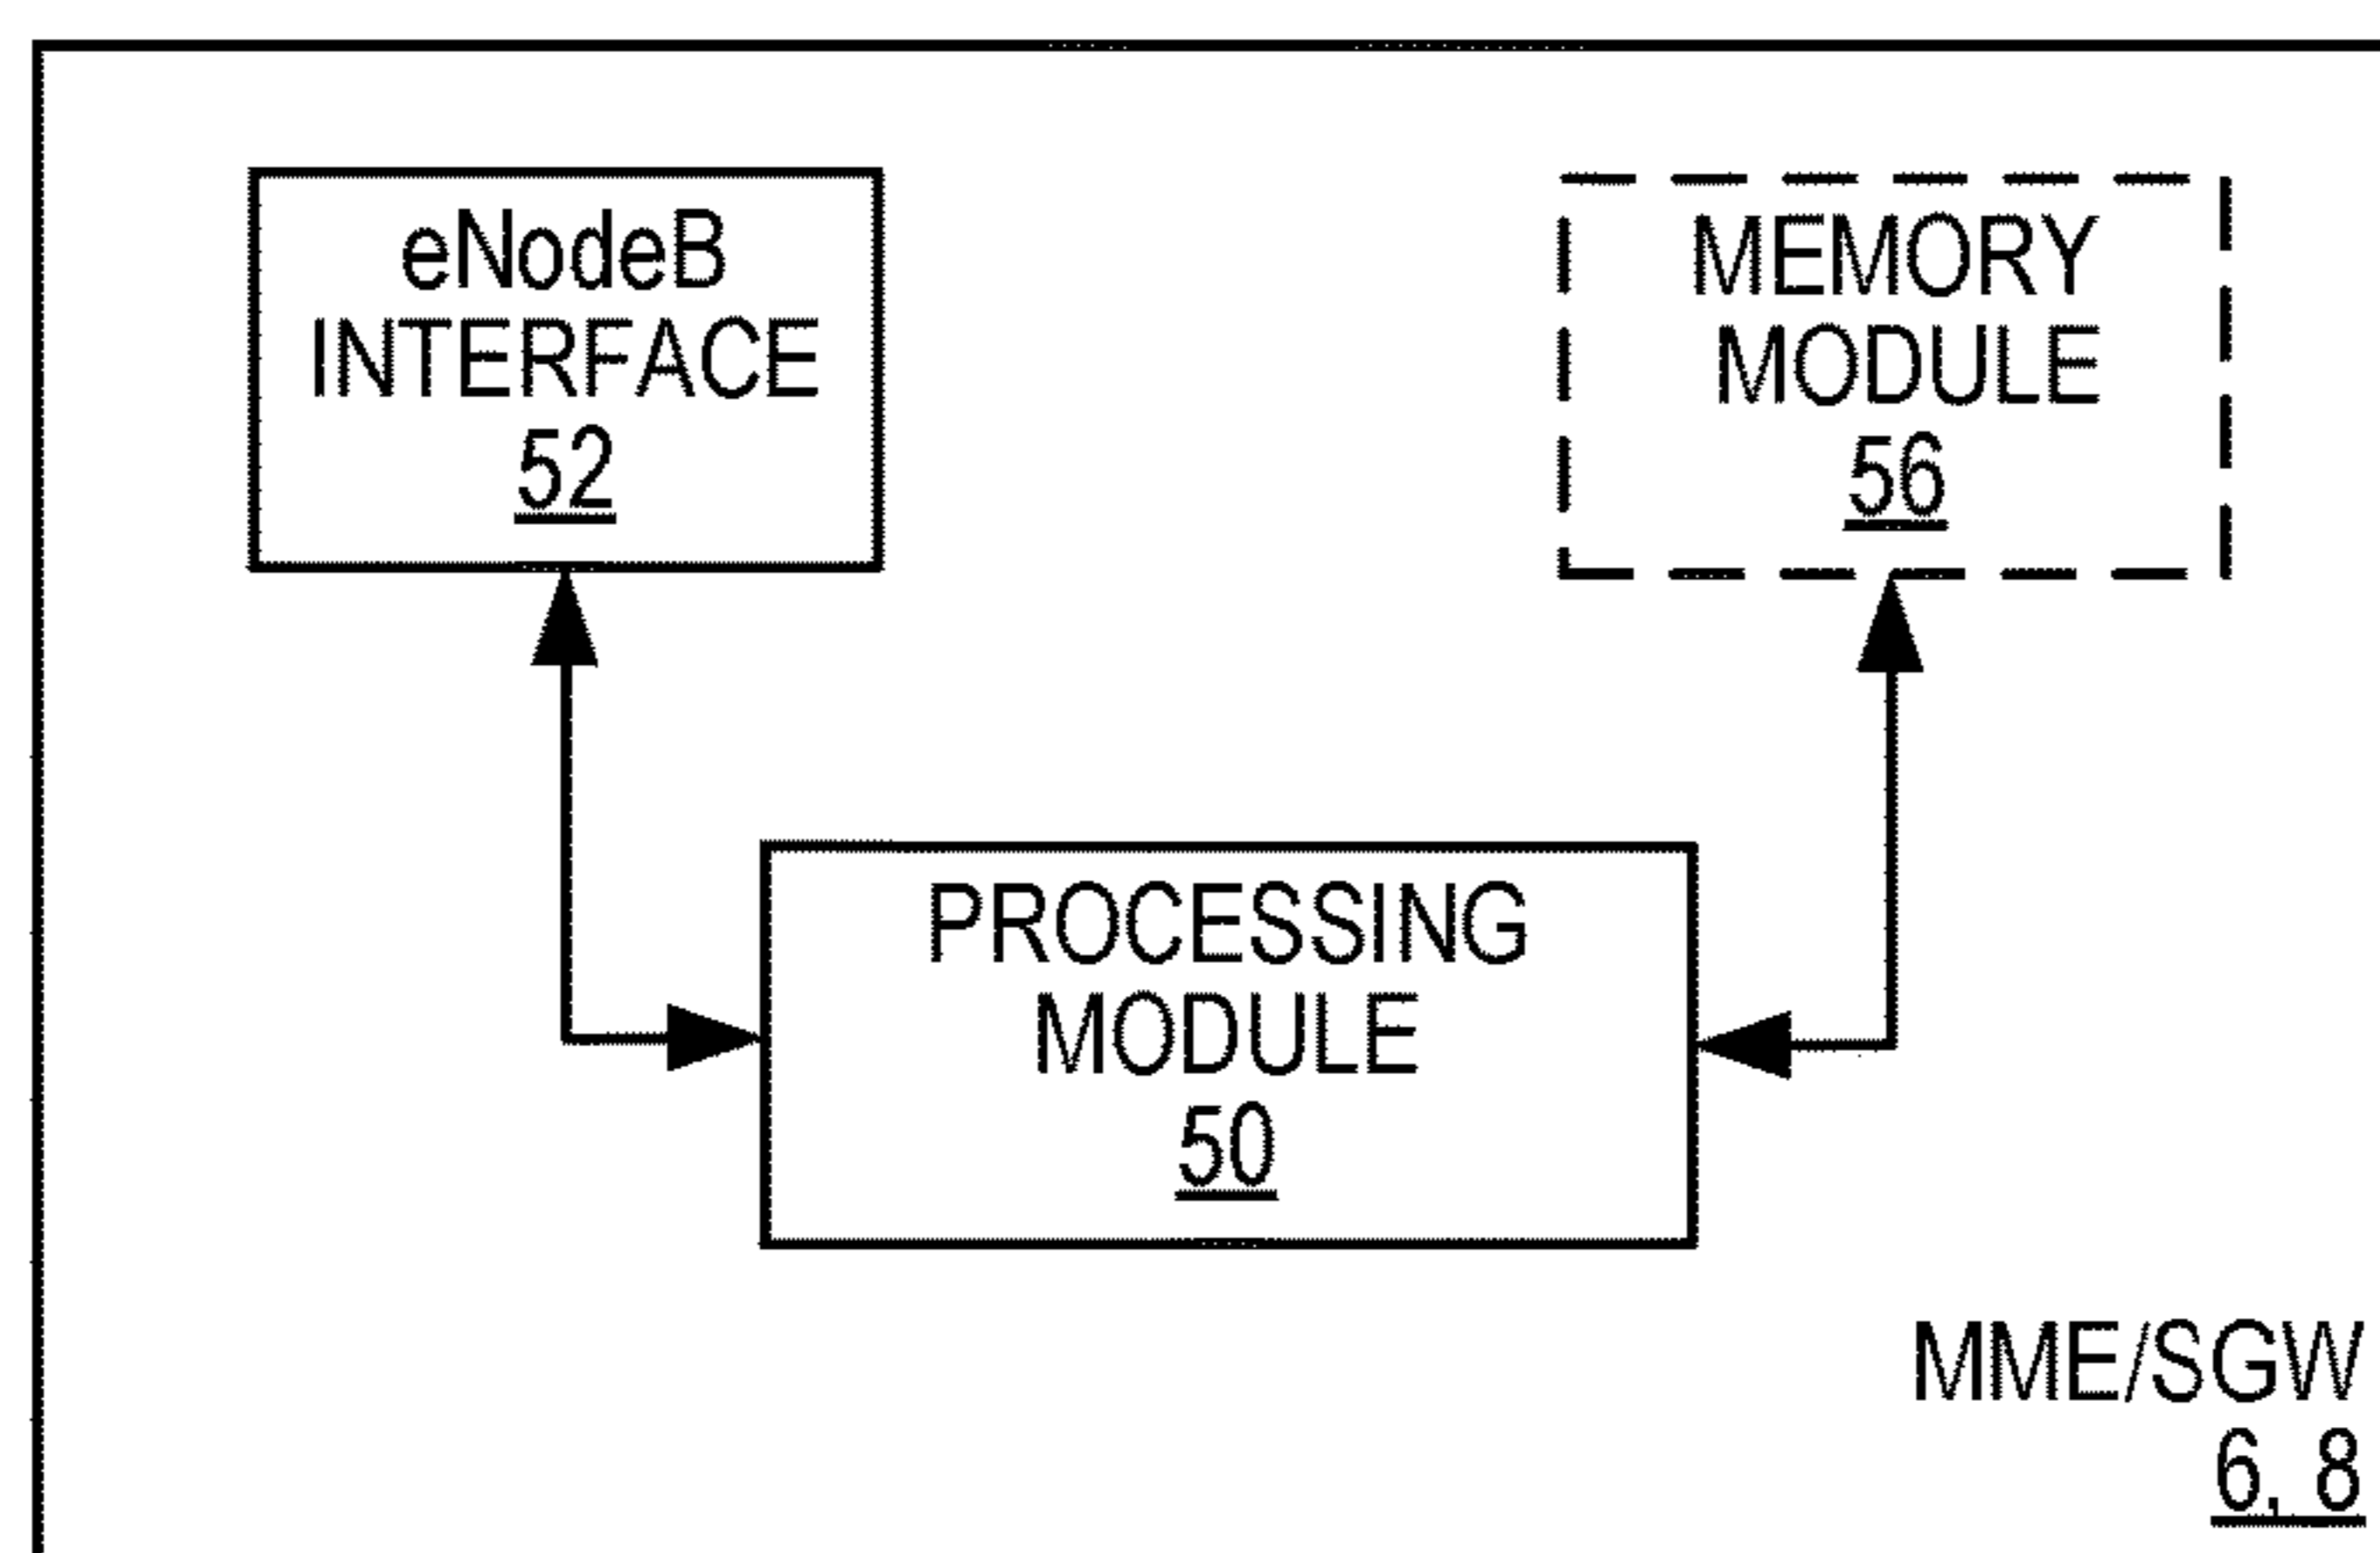 eNodeB
INTERFACE
52
MEMORY
MODULE
56
PROCESSING
MODULE
50
MME/SGW
6, 8